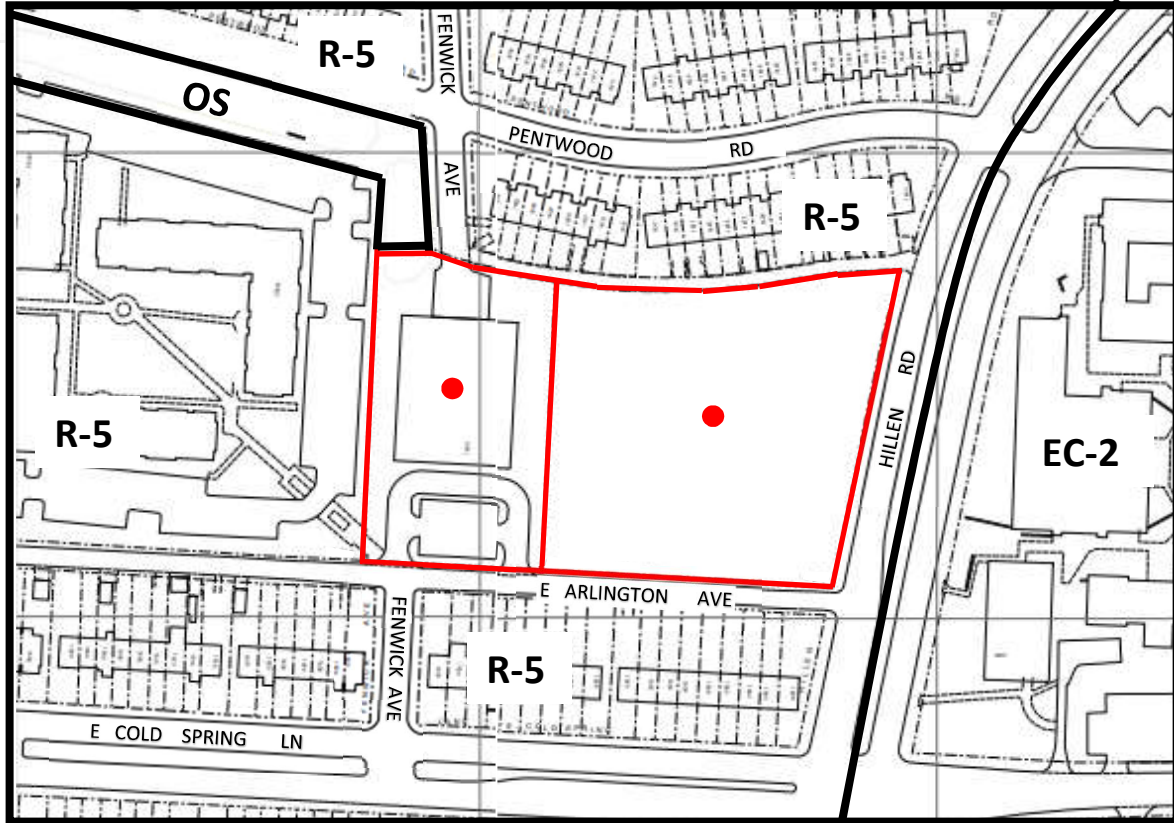 R-5
FENWICK
AVE
OS
PENTWOOD RD
R-5
HILLEN RD
R-5
EC-2
E ARLINGTON AVE
FENWICK AVE
R-5
E COLD SPRING LN